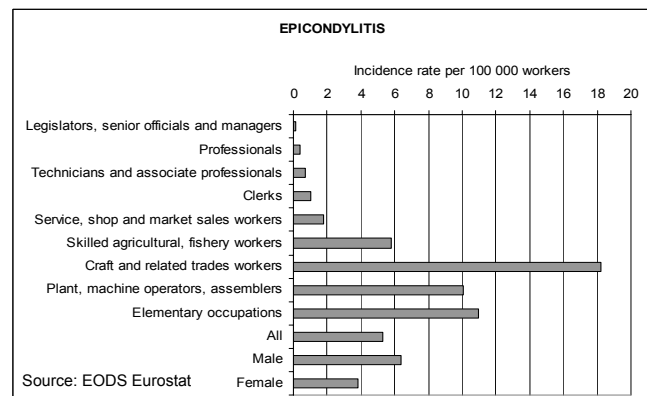 EPICONDYLITIS
Incidence rate per 100 000 workers
0 2 4 6 8 10 12 14 16 18 20
Legislators, senior officials and managers
Professionals
Technicians and associate professionals
Clerks
Service, shop and market sales workers
Skilled agricultural, fishery workers
Craft and related trades workers
Plant, machine operators, assemblers
Elementary occupations
All
Male
Female
Source: EODS Eurostat